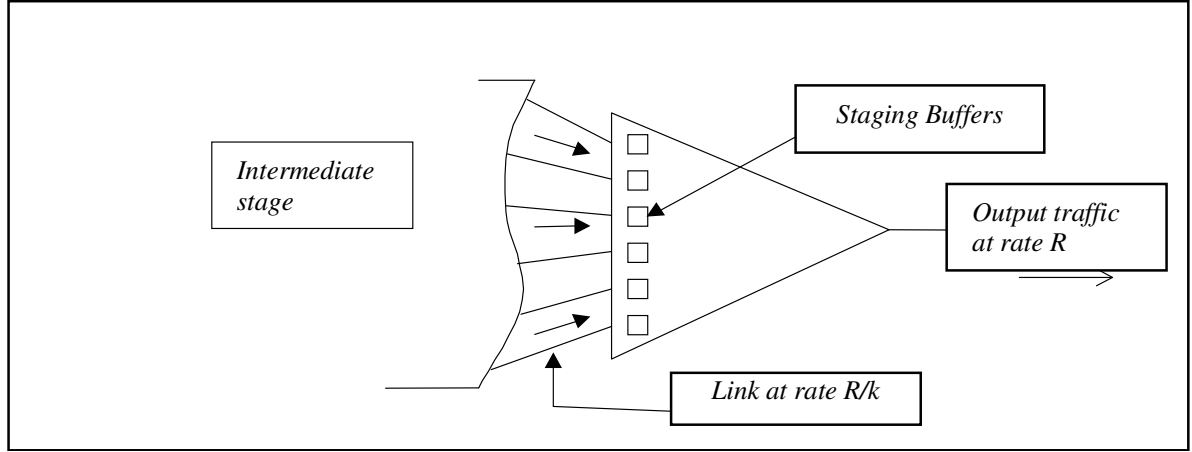 Staging Buffers
Intermediate
stage
Output traffic
at rate R
Link at rate R/k